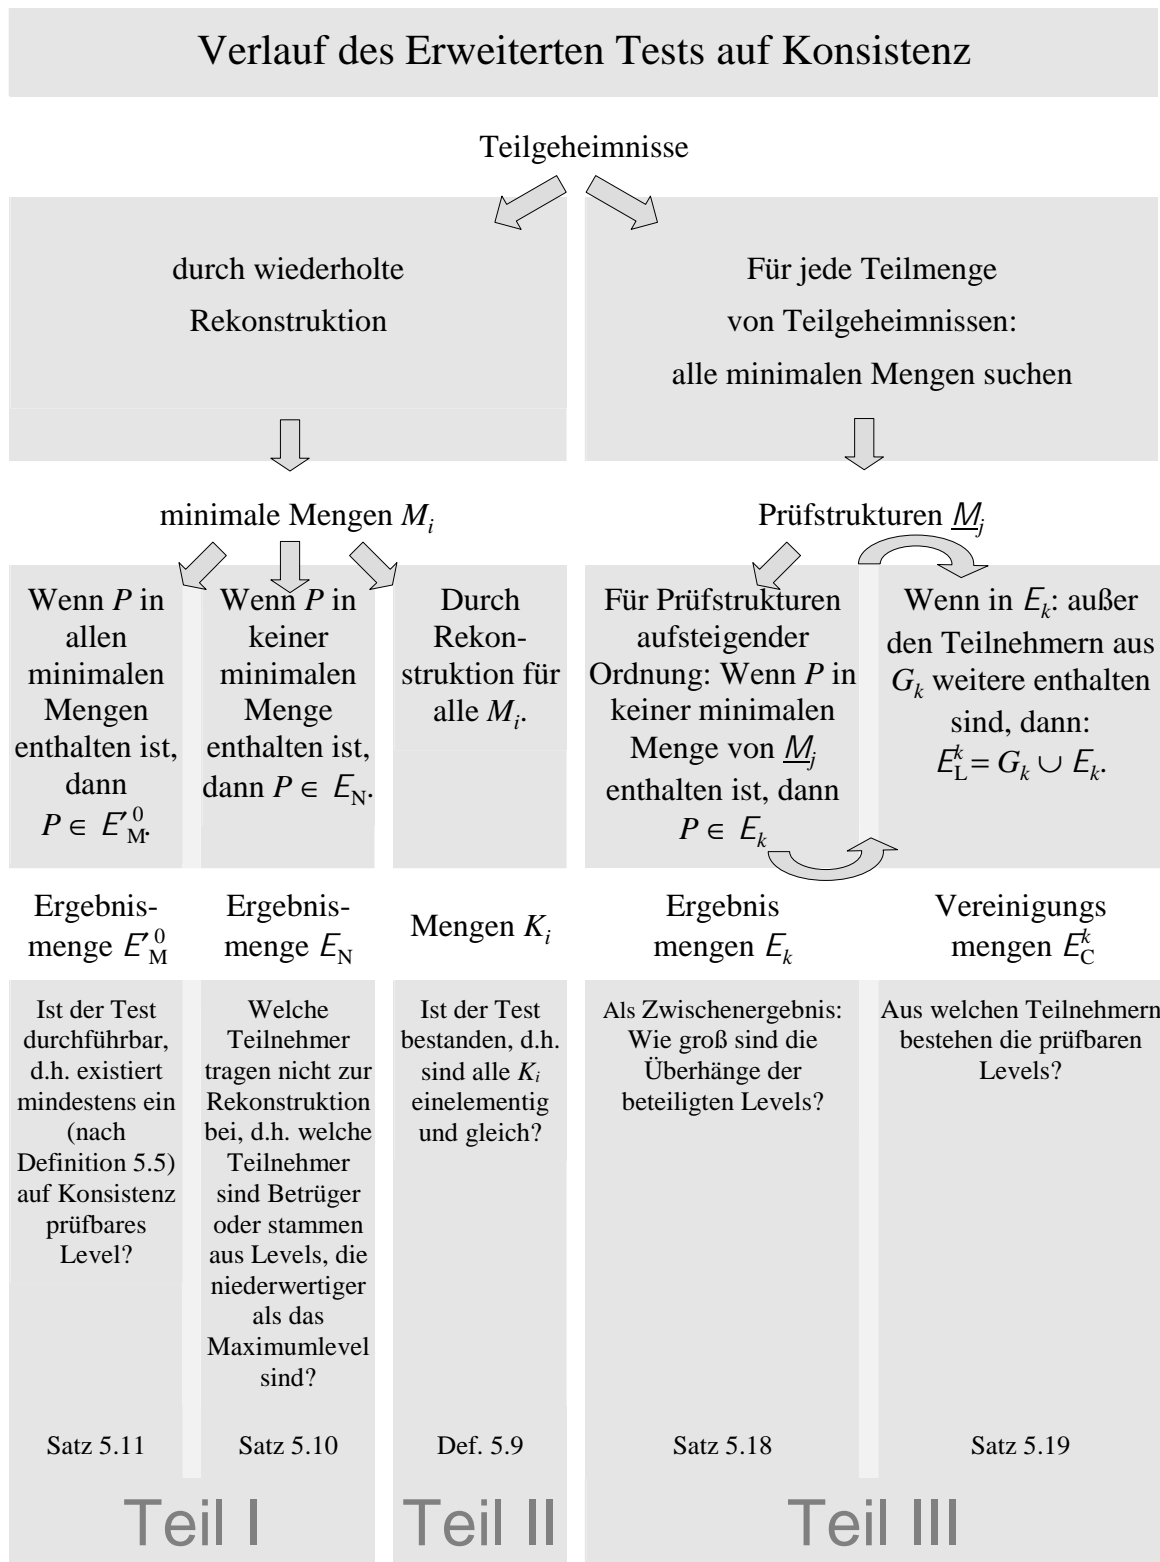 Verlauf des Erweiterten Tests auf Konsistenz
Teilgeheimnisse
durch wiederholte
Rekonstruktion
Für jede Teilmenge
von Teilgeheimnissen:
alle minimalen Mengen suchen
minimale Mengen M_i
Prüfstrukturen M_j
Wenn P in
allen
minimalen
Mengen
enthalten ist,
dann
P ∈ E′_M^0.
Wenn P in
keiner
minimalen
Menge
enthalten ist,
dann P ∈ E_N.
Durch
Rekon-
struktion für
alle M_i.
Für Prüfstrukturen
aufsteigender
Ordnung: Wenn P in
keiner minimalen
Menge von M_j
enthalten ist, dann
P ∈ E_k
Wenn in E_k: außer
den Teilnehmern aus
G_k weitere enthalten
sind, dann:
E_L^k = G_k ∪ E_k.
Ergebnis-
menge E′_M^0
Ergebnis-
menge E_N
Mengen K_i
Ergebnis
mengen E_k
Vereinigungs
mengen E_C^k
Ist der Test
durchführbar,
d.h. existiert
mindestens ein
(nach
Definition 5.5)
auf Konsistenz
prüfbares
Level?
Welche
Teilnehmer
tragen nicht zur
Rekonstruktion
bei, d.h. welche
Teilnehmer
sind Betrüger
oder stammen
aus Levels, die
niederwertiger
als das
Maximumlevel
sind?
Ist der Test
bestanden, d.h.
sind alle K_i
einelementig
und gleich?
Als Zwischenergebnis:
Wie groß sind die
Überhänge der
beteiligten Levels?
Aus welchen Teilnehmern
bestehen die prüfbaren
Levels?
Satz 5.11
Satz 5.10
Def. 5.9
Satz 5.18
Satz 5.19
Teil I
Teil II
Teil III